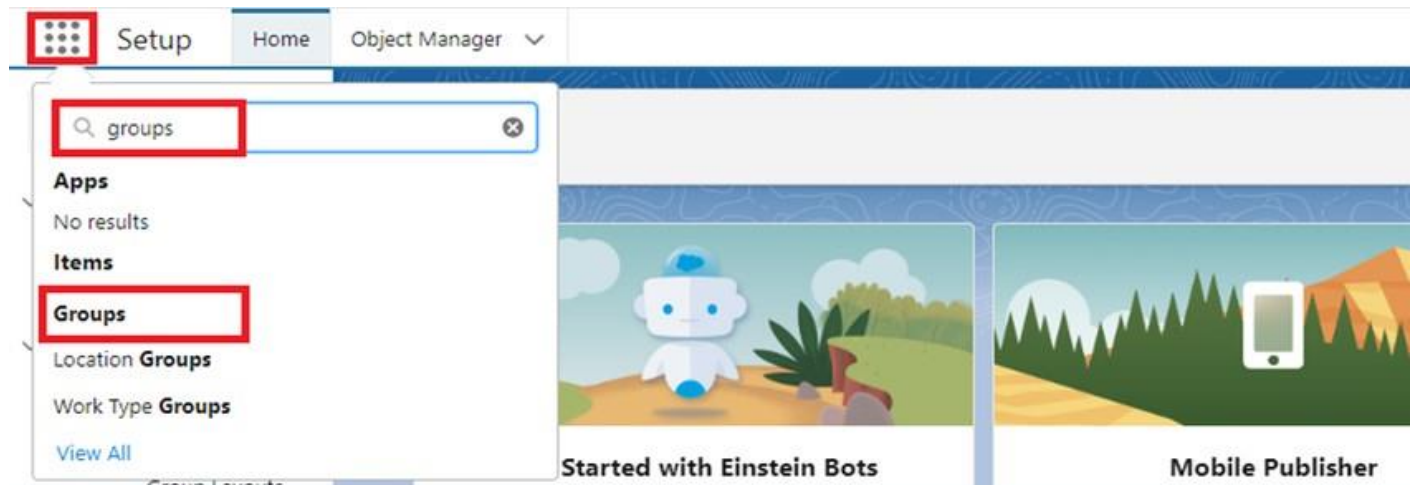 Setup Home Object Manager
groups
Apps
No results
Items
Groups
Location Groups
Work Type Groups
View All
Started with Einstein Bots
Mobile Publisher